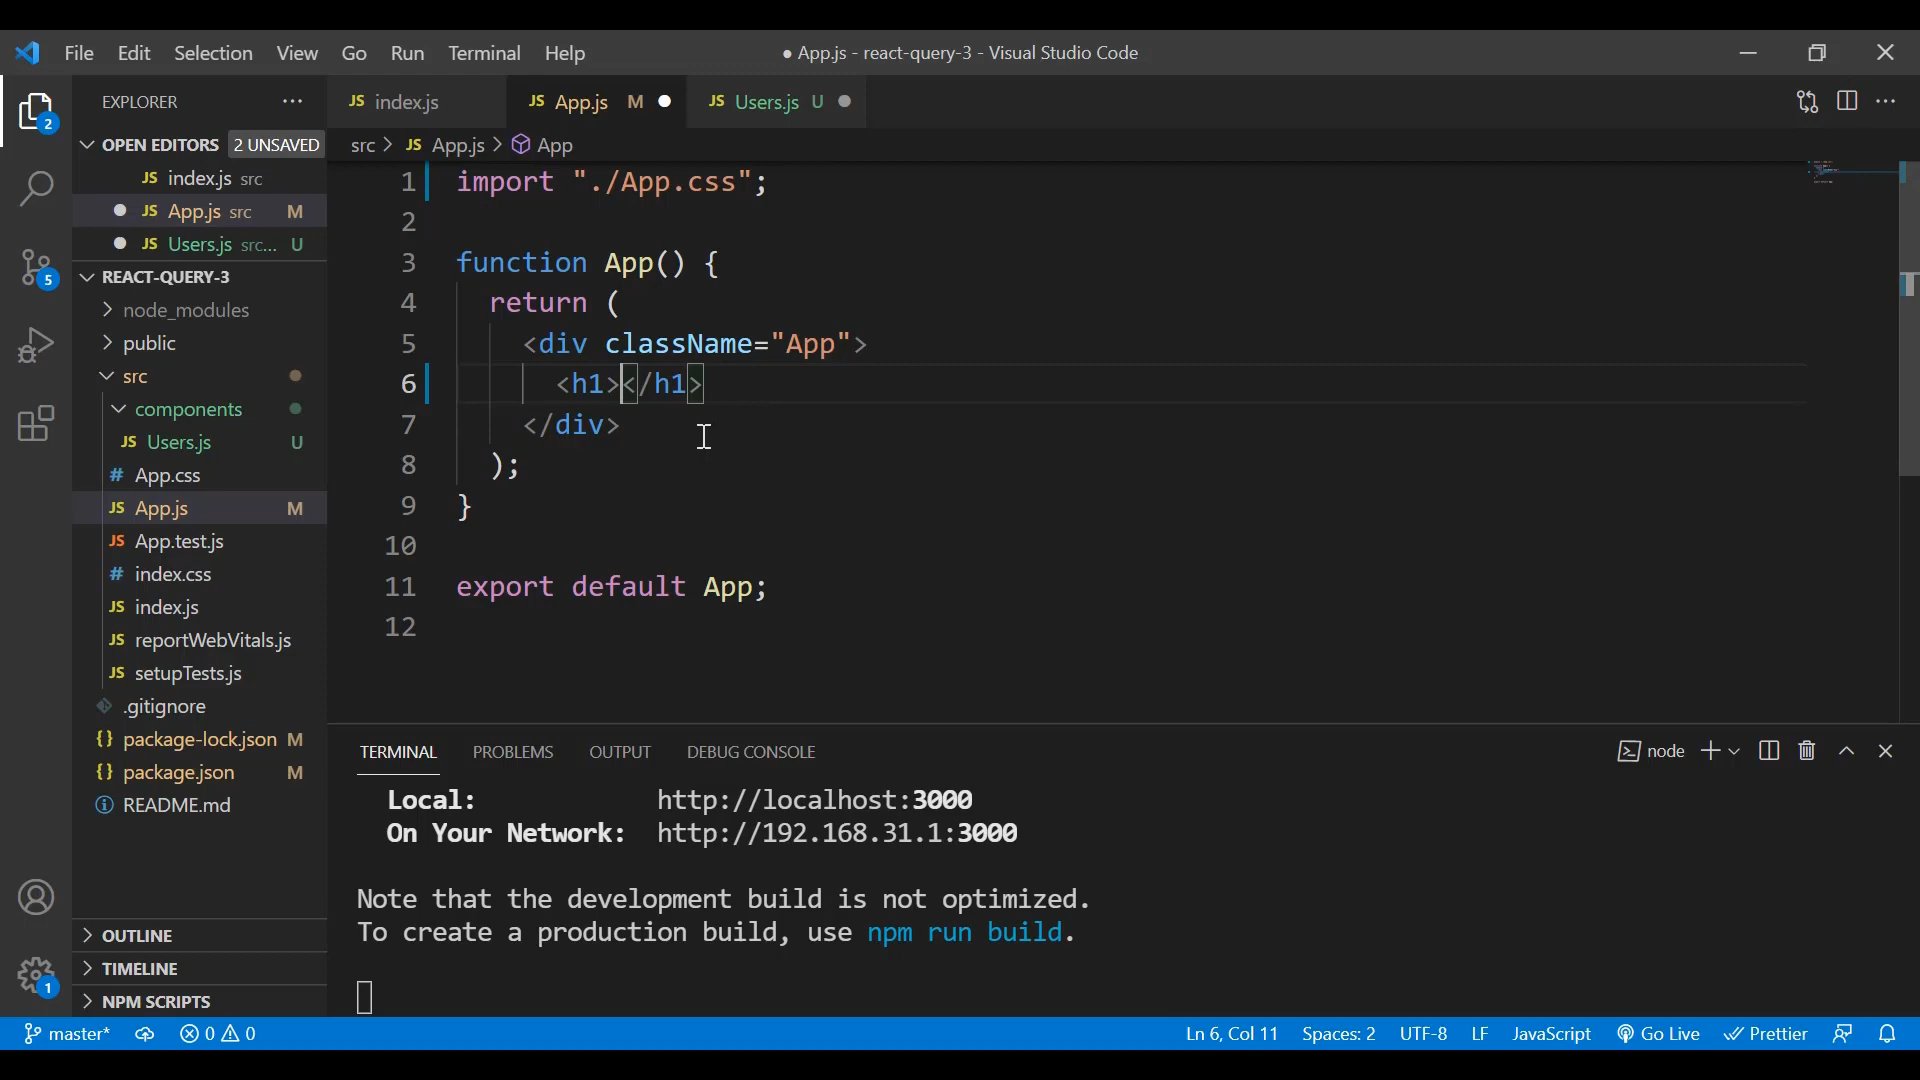 File Edit Selection View Go Run Terminal Help
● App.js - react-query-3 - Visual Studio Code
EXPLORER
OPEN EDITORS 2 UNSAVED
JS index.js src
● JS App.js src M
● JS Users.js src... U
REACT-QUERY-3
node_modules
public
src
components
JS Users.js U
# App.css
JS App.js M
JS App.test.js
# index.css
JS index.js
JS reportWebVitals.js
JS setupTests.js
.gitignore
{} package-lock.json M
{} package.json M
README.md
OUTLINE
TIMELINE
NPM SCRIPTS
2
5
1
JS index.js JS App.js M ● JS Users.js U ●
src > JS App.js > App
1 import "./App.css";
2
3 function App() {
4 return (
5 <div className="App">
6 <h1></h1>
7 </div>
8 );
9 }
10
11 export default App;
12
TERMINAL PROBLEMS OUTPUT DEBUG CONSOLE
node
Local: http://localhost:3000
On Your Network: http://192.168.31.1:3000
Note that the development build is not optimized.
To create a production build, use npm run build.
master* 0 0
Ln 6, Col 11 Spaces: 2 UTF-8 LF JavaScript Go Live Prettier